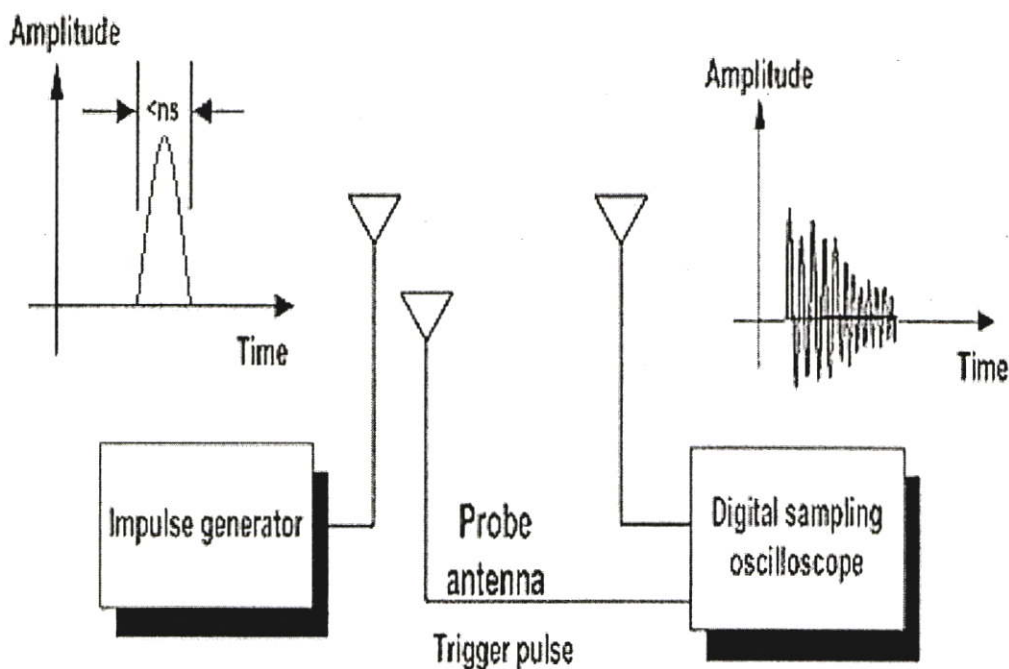 Amplitude
<ns
Time
Amplitude
Time
Impulse generator
Probe
antenna
Trigger pulse
Digital sampling
oscilloscope